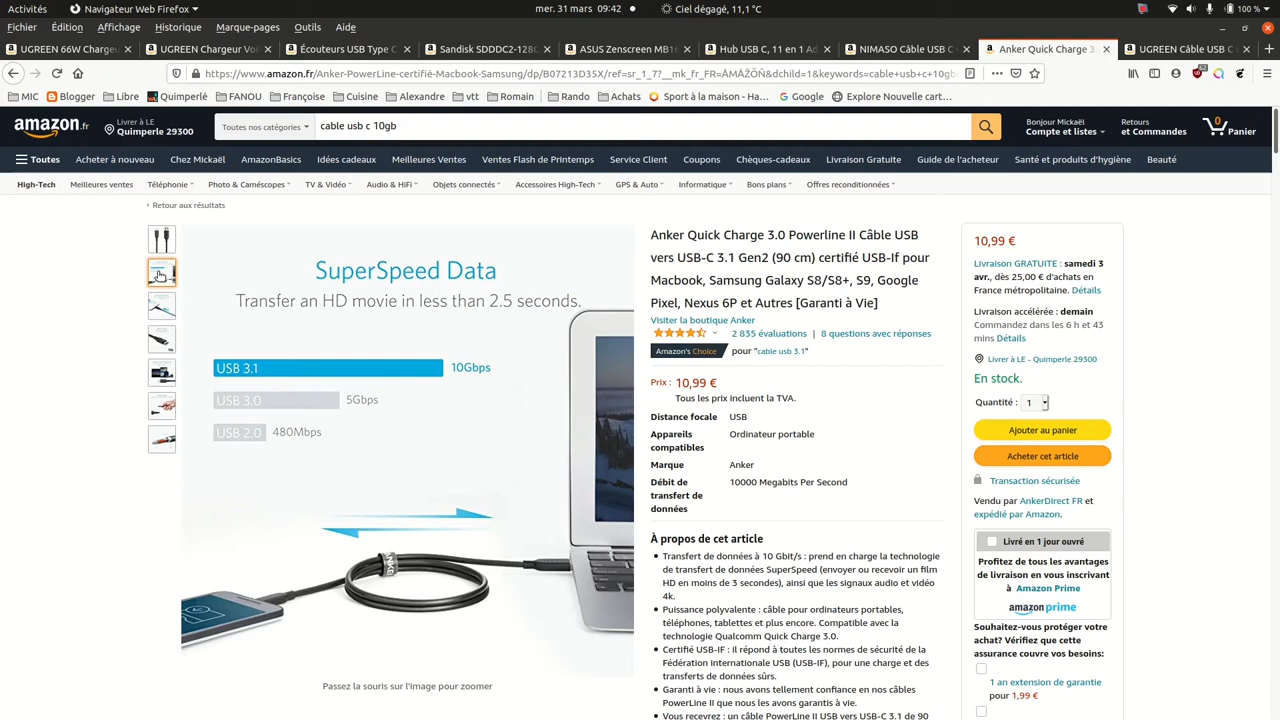 Activités
Navigateur Web Firefox
mer. 31 mars 09:42
Ciel dégagé, 11,1 °C
100 %
Fichier Édition Affichage Historique Marque-pages Outils Aide
UGREEN 66W Chargeu
UGREEN Chargeur Voi
Écouteurs USB Type C
Sandisk SDDDC2-128C
ASUS Zenscreen MB16
Hub USB C, 11 en 1 Ad
NIMASO Cable USB C
Anker Quick Charge 3
UGREEN Câble USB C
https://www.amazon.fr/Anker-PowerLine-certifié-Macbook-Samsung/dp/B07213D35X/ref=sr_1_7?__mk_fr_FR=ÅMÅŽÕÑ&dchild=1&keywords=cable+usb+c+10gb
MIC Blogger Libre Quimperlé FANOU Françoise Cuisine Alexandre vtt Romain Rando Achats Sport à la maison - Ha… Google Explore Nouvelle cart…
amazon.fr
Livrer à LE
Quimperle 29300
Toutes nos catégories
cable usb c 10gb
Bonjour Mickaël
Compte et listes
Retours
et Commandes
0
Panier
Toutes Acheter à nouveau Chez Mickaël AmazonBasics Idées cadeaux Meilleures Ventes Ventes Flash de Printemps Service Client Coupons Chèques-cadeaux Livraison Gratuite Guide de l'acheteur Santé et produits d'hygiène Beauté
High-Tech Meilleures ventes Téléphonie Photo & Caméscopes TV & Vidéo Audio & HiFi Objets connectés Accessoires High-Tech GPS & Auto Informatique Bons plans Offres reconditionnées
‹ Retour aux résultats
SuperSpeed Data
Transfer an HD movie in less than 2.5 seconds.
USB 3.1 10Gbps
USB 3.0 5Gbps
USB 2.0 480Mbps
ANKER
Passez la souris sur l'image pour zoomer
Anker Quick Charge 3.0 Powerline II Câble USB
vers USB-C 3.1 Gen2 (90 cm) certifié USB-If pour
Macbook, Samsung Galaxy S8/S8+, S9, Google
Pixel, Nexus 6P et Autres [Garanti à Vie]
Visiter la boutique Anker
2 835 évaluations | 8 questions avec réponses
Amazon's Choice pour "cable usb 3.1"
Prix : 10,99 €
Tous les prix incluent la TVA.
Distance focale USB
Appareils compatibles Ordinateur portable
Marque Anker
Débit de transfert de données 10000 Megabits Per Second
À propos de cet article
Transfert de données à 10 Gbit/s : prend en charge la technologie
de transfert de données SuperSpeed (envoyer ou recevoir un film
HD en moins de 3 secondes), ainsi que les signaux audio et vidéo
4k.
Puissance polyvalente : câble pour ordinateurs portables,
téléphones, tablettes et plus encore. Compatible avec la
technologie Qualcomm Quick Charge 3.0.
Certifié USB-IF : il répond à toutes les normes de sécurité de la
Fédération internationale USB (USB-IF), pour une charge et des
transferts de données sûrs.
Garanti à vie : nous avons tellement confiance en nos câbles
PowerLine II que nous les avons garantis à vie.
Vous recevrez : un câble PowerLine II USB vers USB-C 3.1 de 90
10,99 €
Livraison GRATUITE : samedi 3
avr., dès 25,00 € d'achats en
France métropolitaine. Détails
Livraison accélérée : demain
Commandez dans les 6 h et 43
mins Détails
Livrer à LE - Quimperle 29300
En stock.
Quantité : 1
Ajouter au panier
Acheter cet article
Transaction sécurisée
Vendu par AnkerDirect FR et
expédié par Amazon.
Livré en 1 jour ouvré
Profitez de tous les avantages
de livraison en vous inscrivant
à Amazon Prime
amazon prime
Souhaitez-vous protéger votre
achat? Vérifiez que cette
assurance couvre vos besoins:
1 an extension de garantie
pour 1,99 €